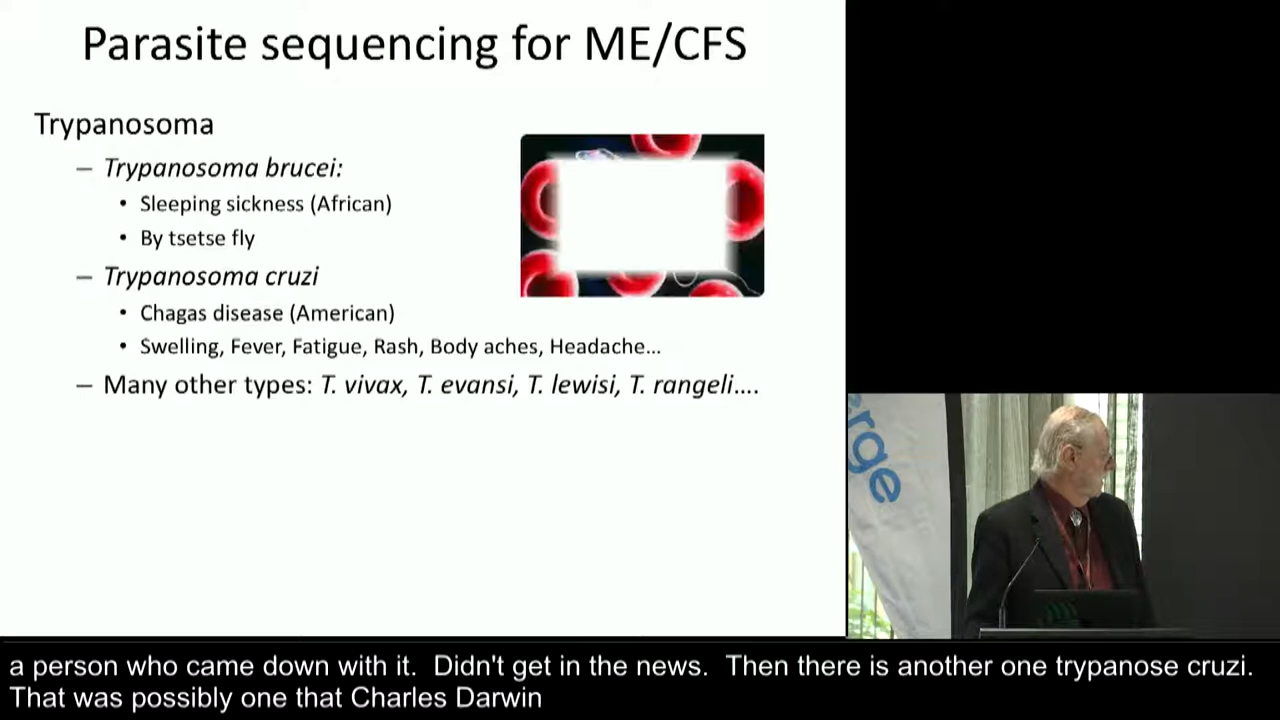 Parasite sequencing for ME/CFS
Trypanosoma
– Trypanosoma brucei:
• Sleeping sickness (African)
• By tsetse fly
– Trypanosoma cruzi
• Chagas disease (American)
• Swelling, Fever, Fatigue, Rash, Body aches, Headache...
– Many other types: T. vivax, T. evansi, T. lewisi, T. rangeli....
erge
a person who came down with it.  Didn't get in the news.  Then there is another one trypanose cruzi.
That was possibly one that Charles Darwin